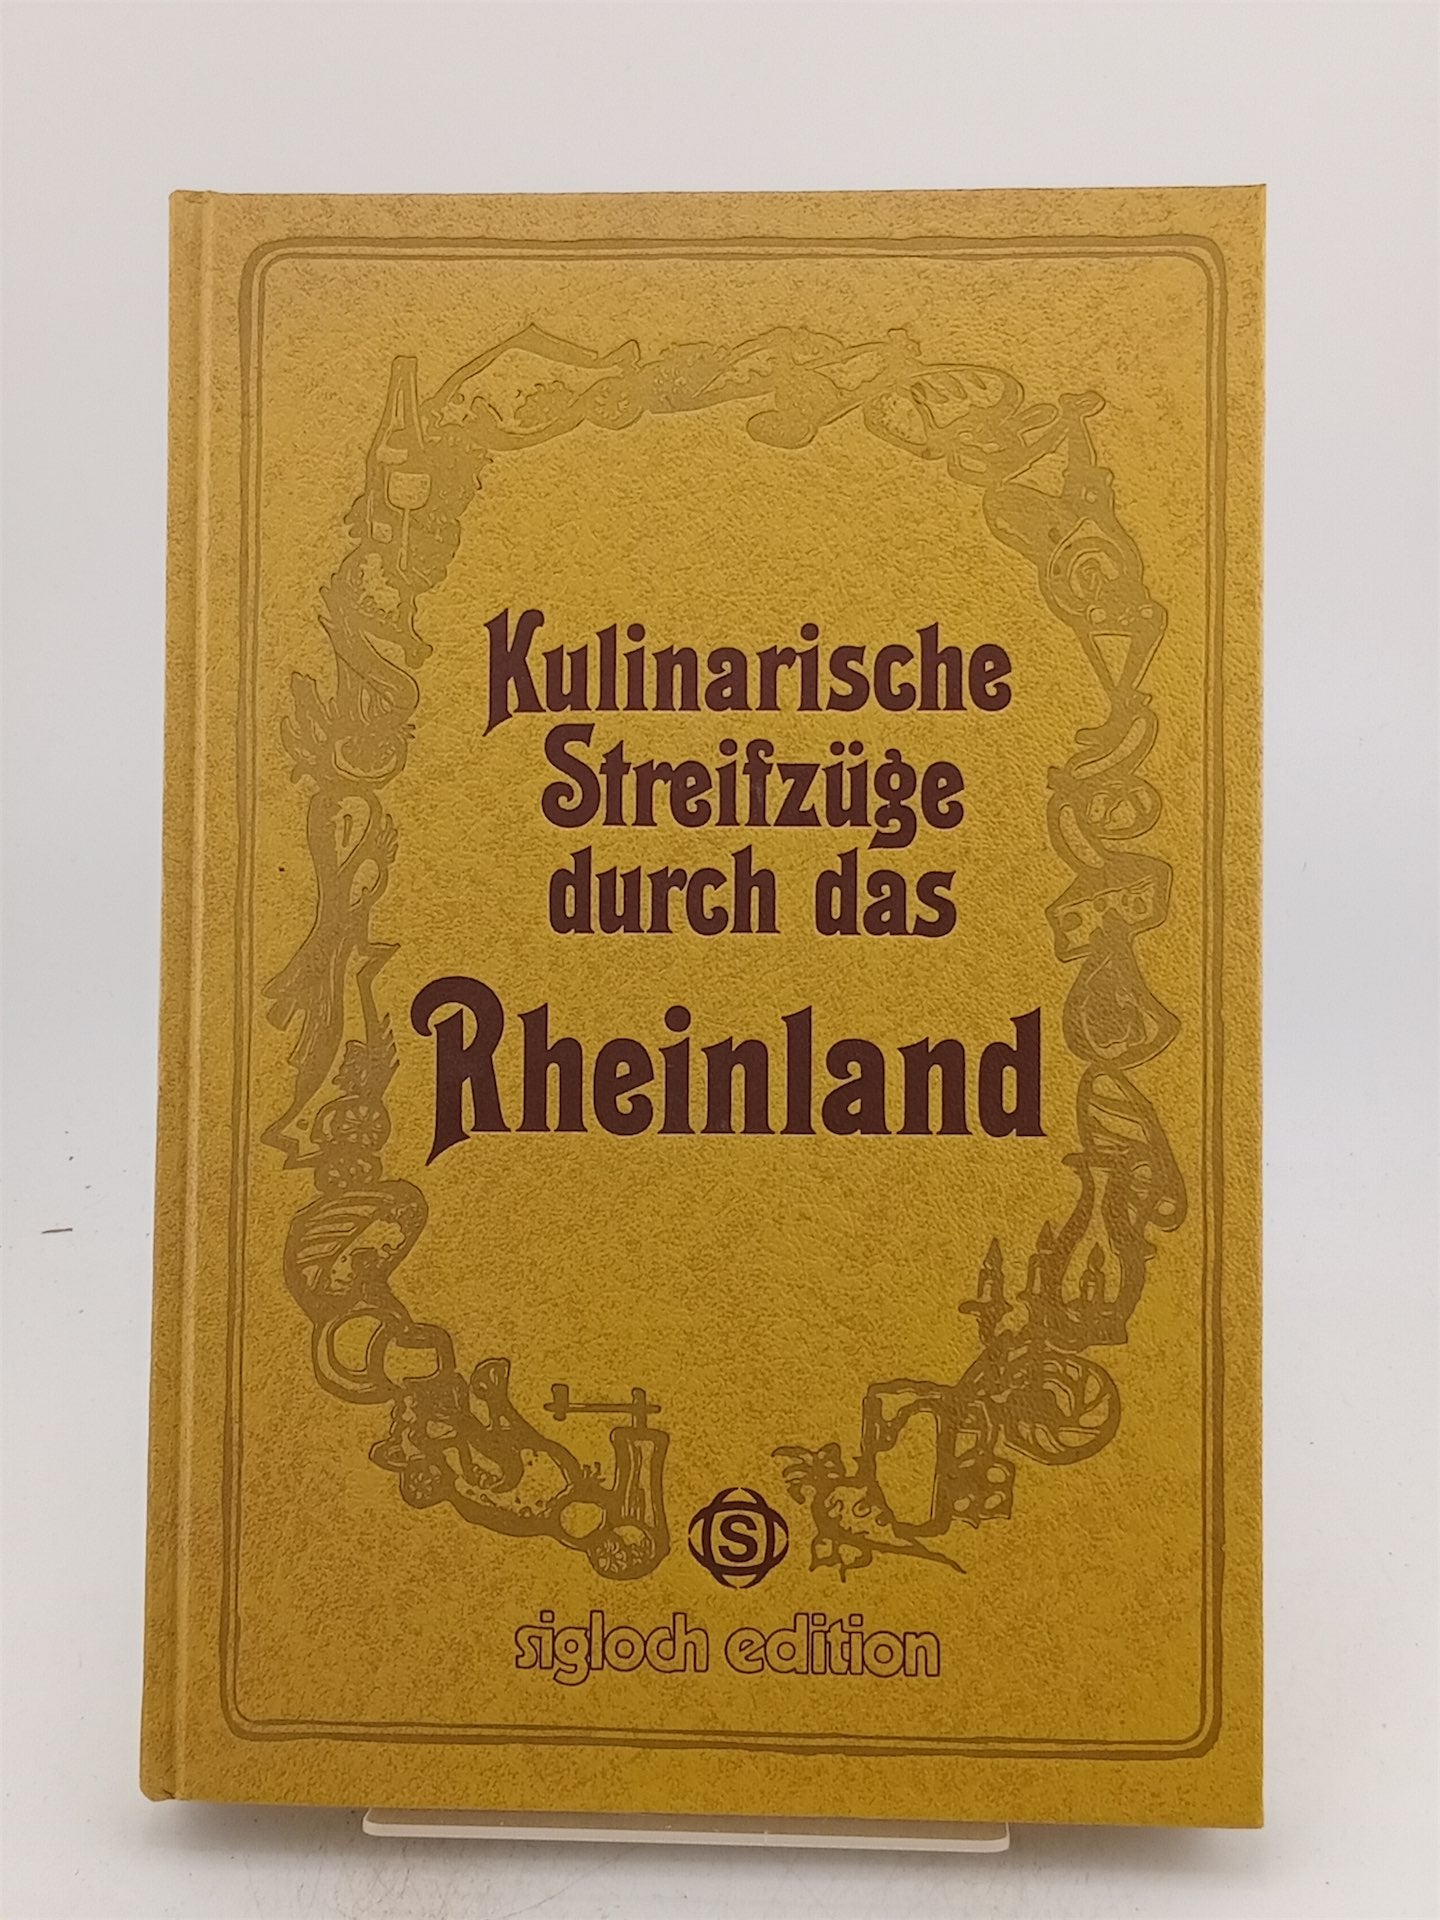 Kulinarische
Streifzüge
durch das
Rheinland
S
sigloch edition